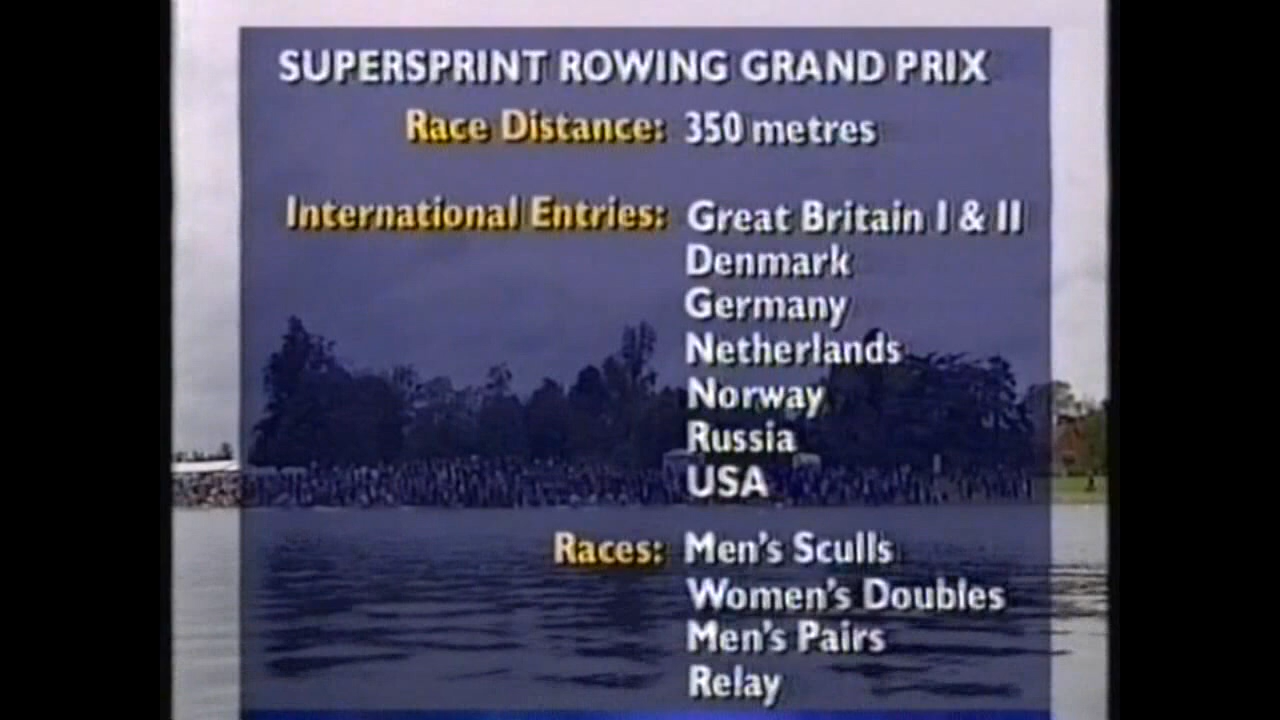 SUPERSPRINT ROWING GRAND PRIX
Race Distance: 350 metres
International Entries: Great Britain I & II
Denmark
Germany
Netherlands
Norway
Russia
USA
Races: Men's Sculls
Women's Doubles
Men's Pairs
Relay